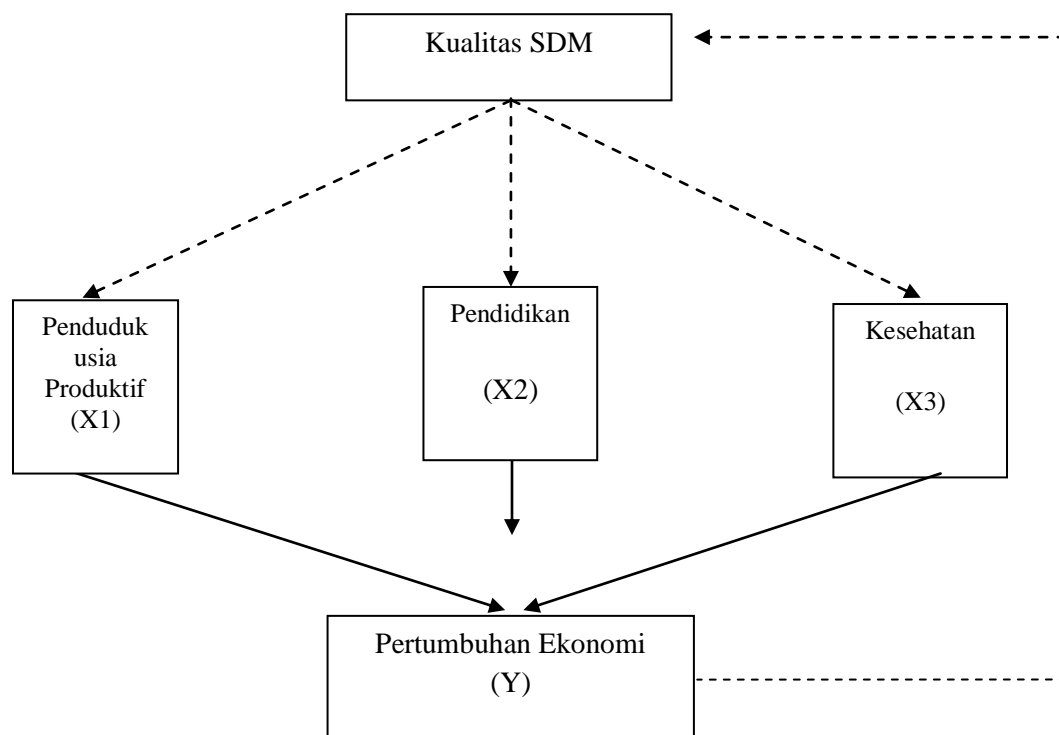 Kualitas SDM
Penduduk
usia
Produktif
(X1)
Pendidikan
(X2)
Kesehatan
(X3)
Pertumbuhan Ekonomi
(Y)